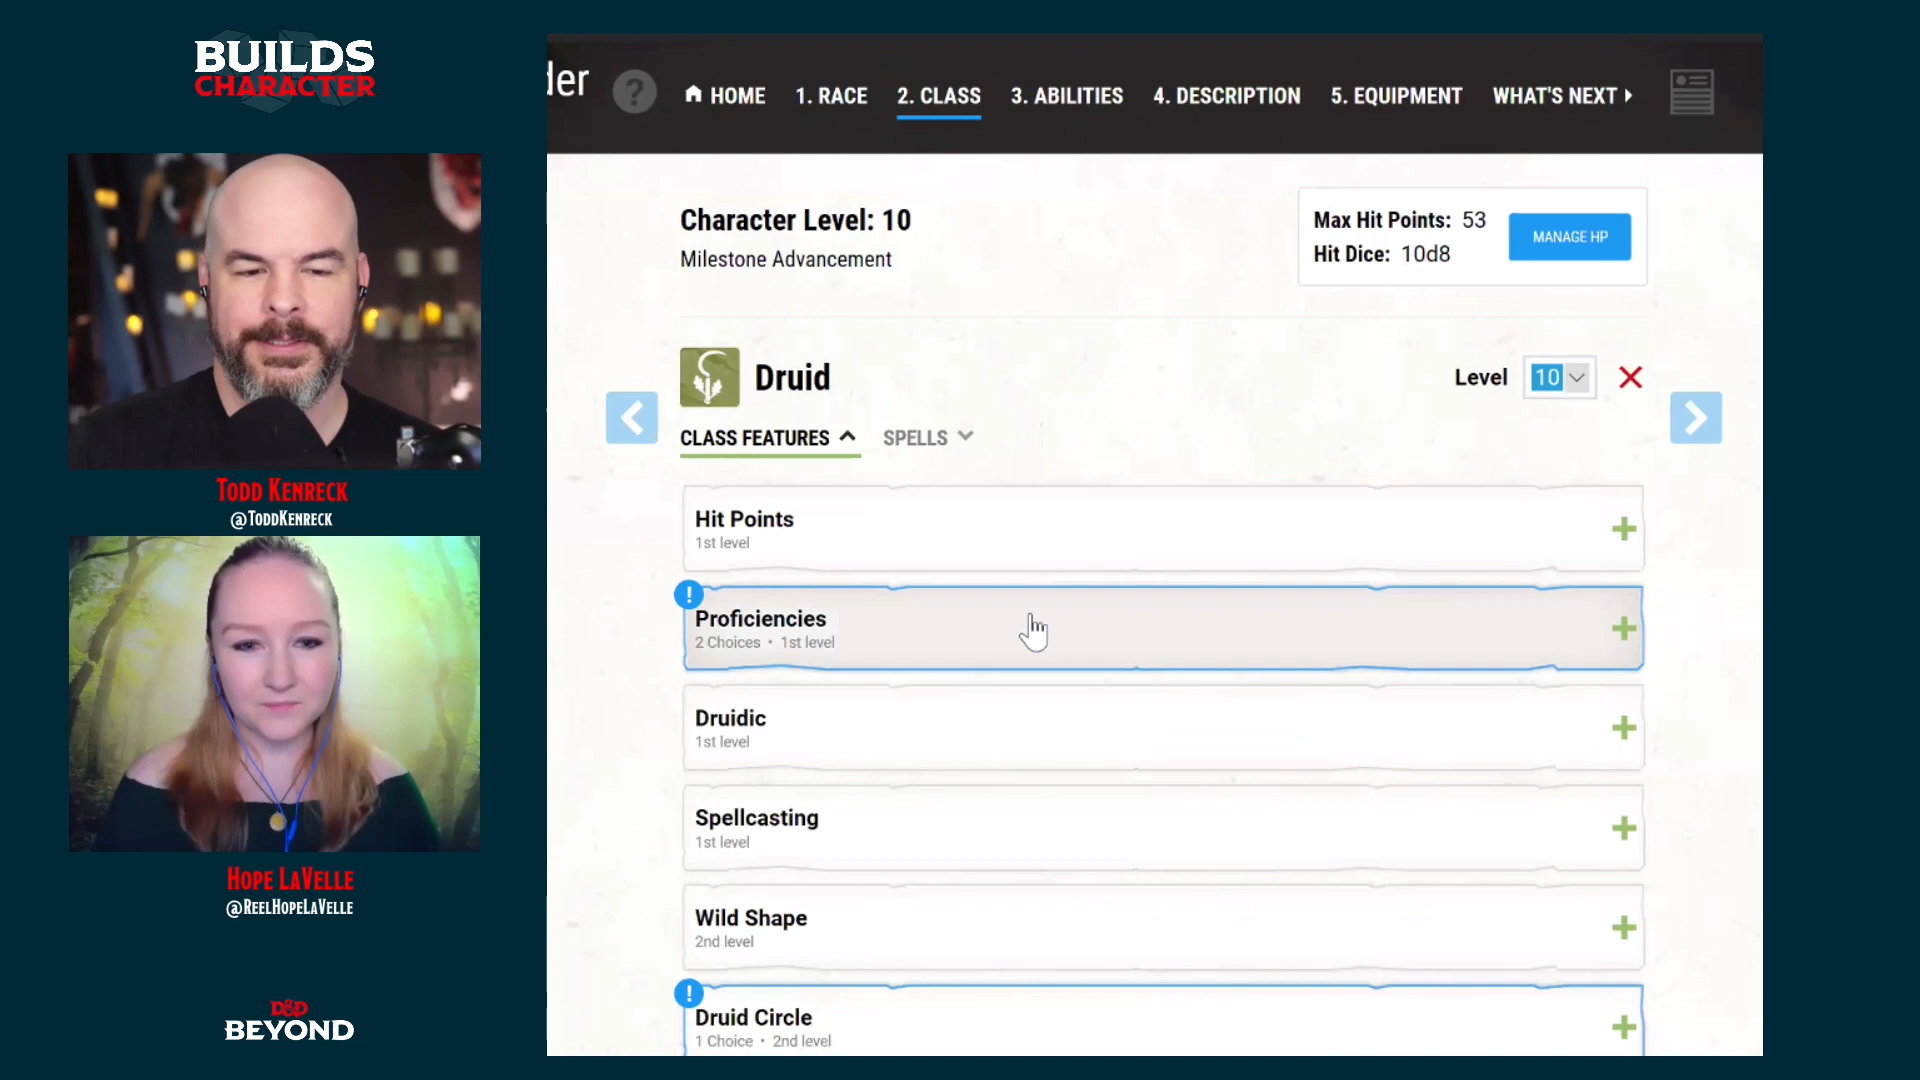 BUILDS
CHARACTER
TODD KENRECK
@TODDKENRECK
HOPE LAVELLE
@REELHOPELAVELLE
D&D
BEYOND
der
?
HOME
1. RACE
2. CLASS
3. ABILITIES
4. DESCRIPTION
5. EQUIPMENT
WHAT'S NEXT
Character Level: 10
Milestone Advancement
Max Hit Points: 53
Hit Dice: 10d8
MANAGE HP
Druid
Level 10
CLASS FEATURES
SPELLS
Hit Points
1st level
!
Proficiencies
2 Choices • 1st level
Druidic
1st level
Spellcasting
1st level
Wild Shape
2nd level
!
Druid Circle
1 Choice • 2nd level